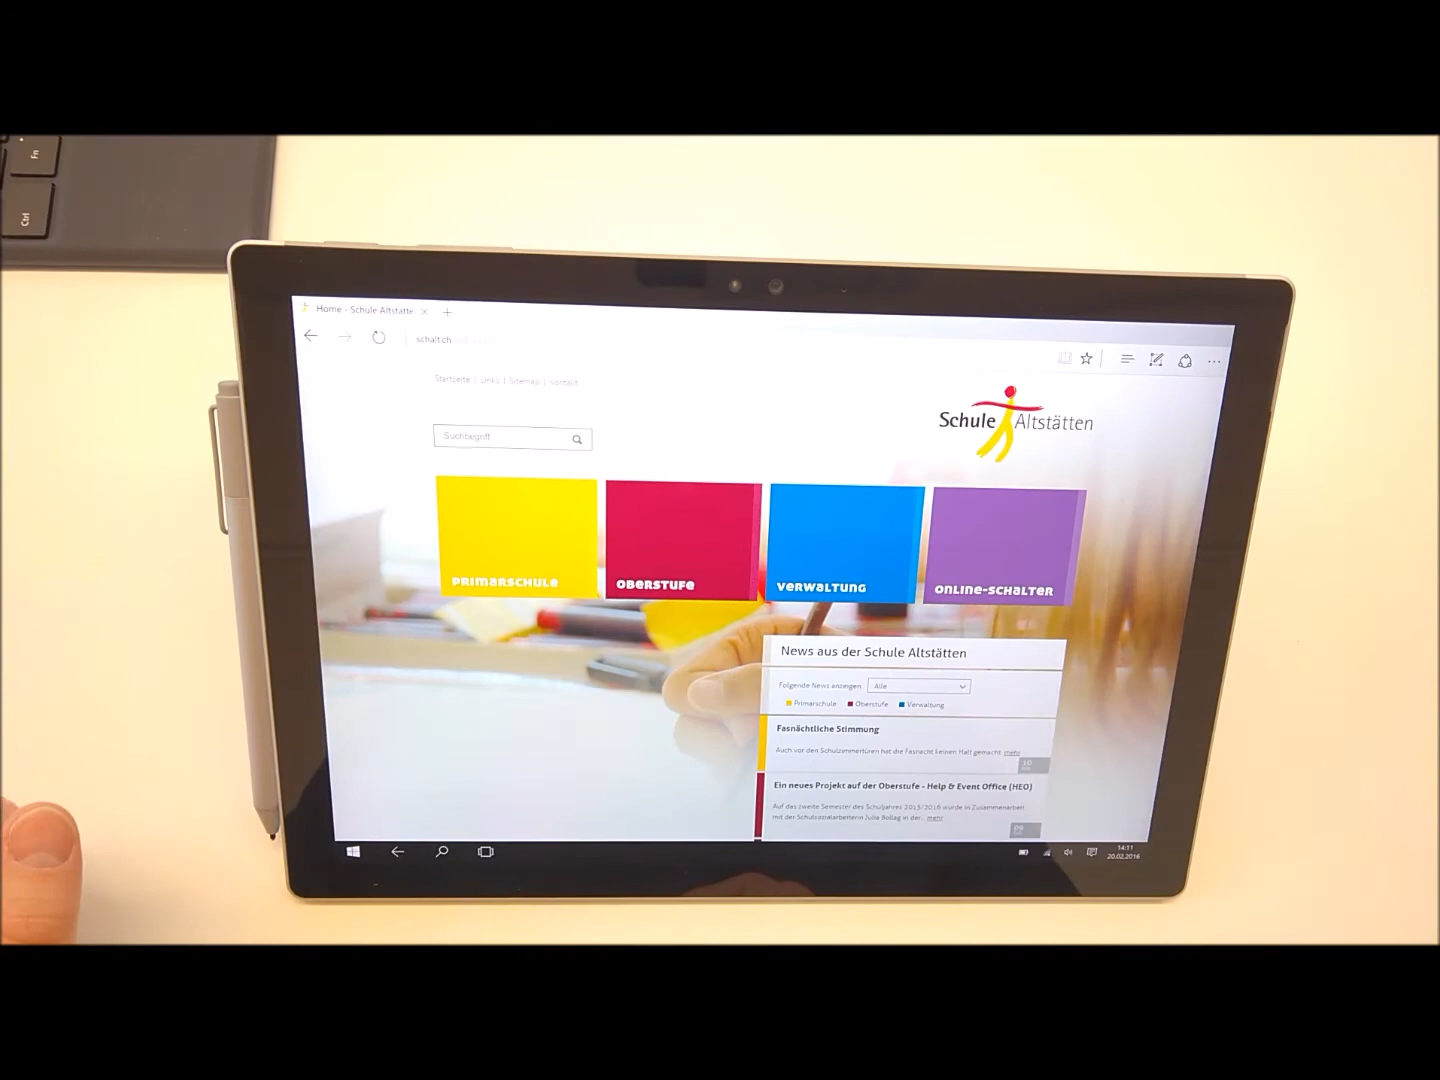 Fn
Ctrl
Home - Schule Altstätte
schalt.ch
Startseite | Links | Sitemap | Kontakt
Schule Altstätten
Suchbegriff
PRIMARSCHULE
OBERSTUFE
VERWALTUNG
ONLINE-SCHALTER
News aus der Schule Altstätten
Folgende News anzeigen: Alle
Primarschule Oberstufe Verwaltung
Fasnächtliche Stimmung
Auch vor den Schulzimmertüren hat die Fasnacht keinen Halt gemacht. mehr
10
Ein neues Projekt auf der Oberstufe - Help & Event Office (HEO)
Auf das zweite Semester des Schuljahres 2015/2016 wurde in Zusammenarbeit
mit der Schulsozialarbeiterin Julia Bollag in der... mehr
09
14:11
20.02.2016